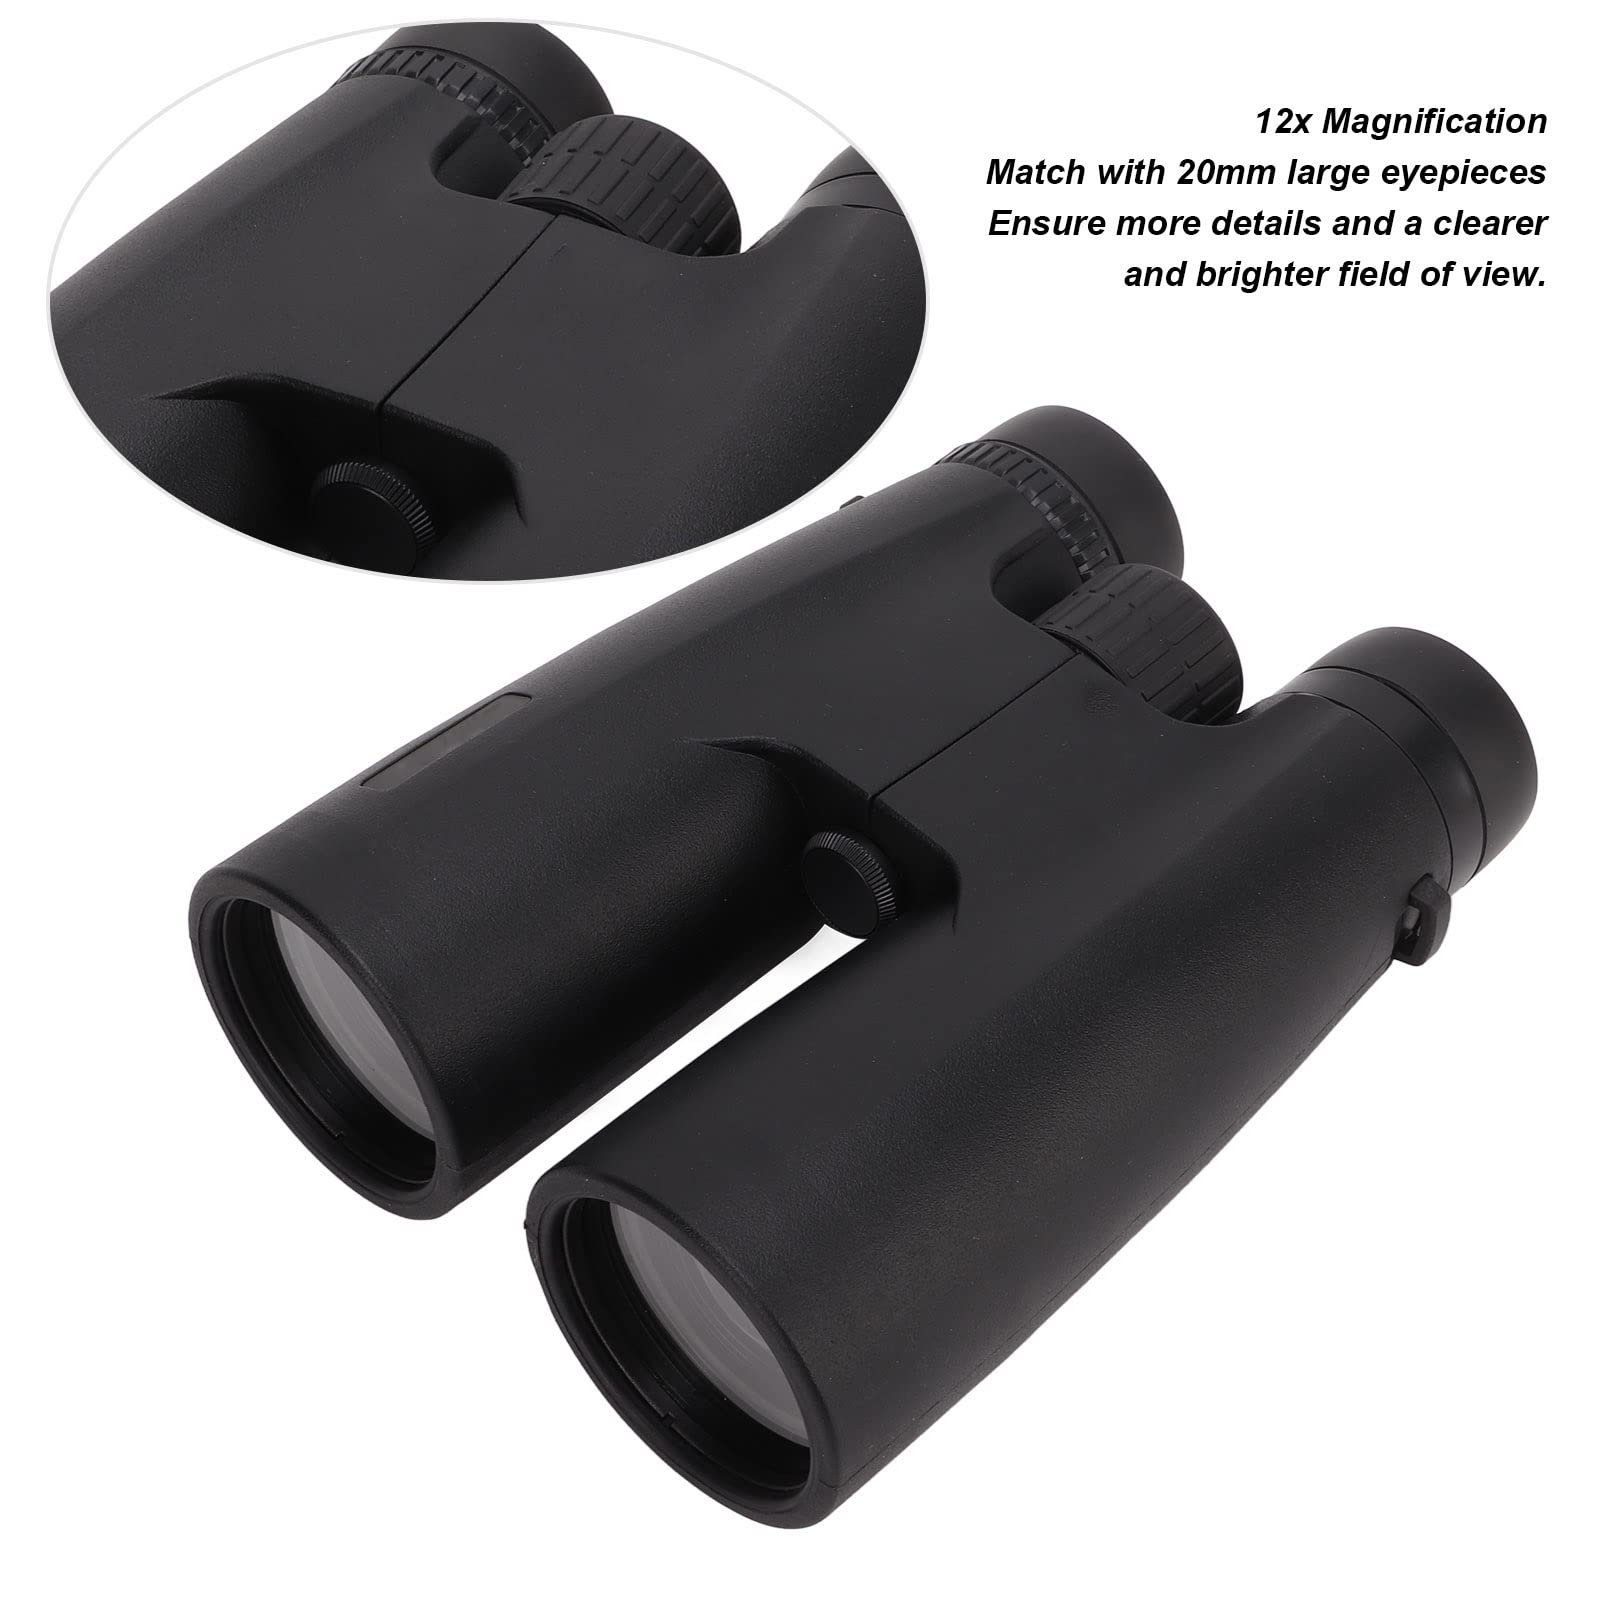 12x Magnification
Match with 20mm large eyepieces
Ensure more details and a clearer
and brighter field of view.